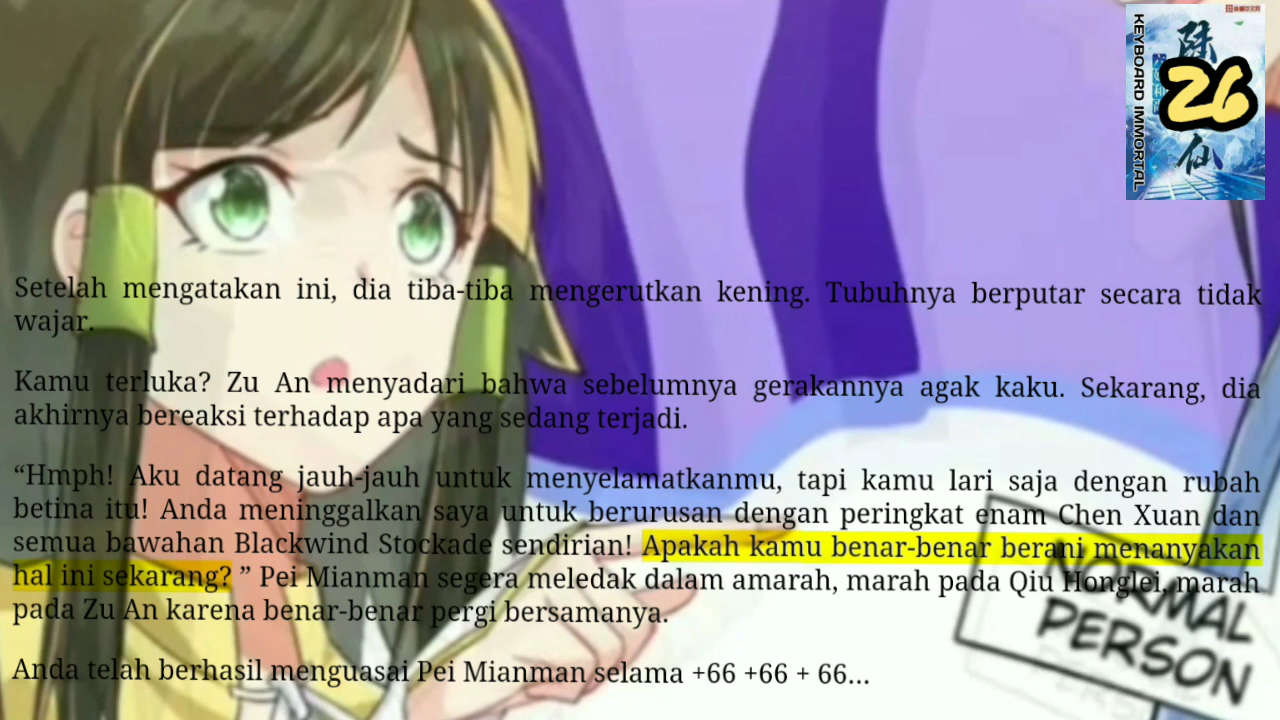 陸
KEYBOARD IMMORTAL
26
仙
Setelah mengatakan ini, dia tiba-tiba mengerutkan kening. Tubuhnya berputar secara tidak
wajar.
Kamu terluka? Zu An menyadari bahwa sebelumnya gerakannya agak kaku. Sekarang, dia
akhirnya bereaksi terhadap apa yang sedang terjadi.
“Hmph! Aku datang jauh-jauh untuk menyelamatkanmu, tapi kamu lari saja dengan rubah
betina itu! Anda meninggalkan saya untuk berurusan dengan peringkat enam Chen Xuan dan
semua bawahan Blackwind Stockade sendirian! Apakah kamu benar-benar berani menanyakan
hal ini sekarang? ” Pei Mianman segera meledak dalam amarah, marah pada Qiu Honglei, marah
pada Zu An karena benar-benar pergi bersamanya.
Anda telah berhasil menguasai Pei Mianman selama +66 +66 + 66...
NORMAL
PERSON